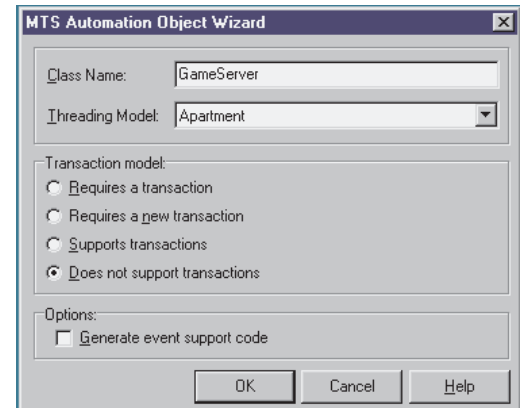 MTS Automation Object Wizard
Class Name: GameServer
Threading Model: Apartment
Transaction model:
Requires a transaction
Requires a new transaction
Supports transactions
Does not support transactions
Options:
Generate event support code
OK Cancel Help